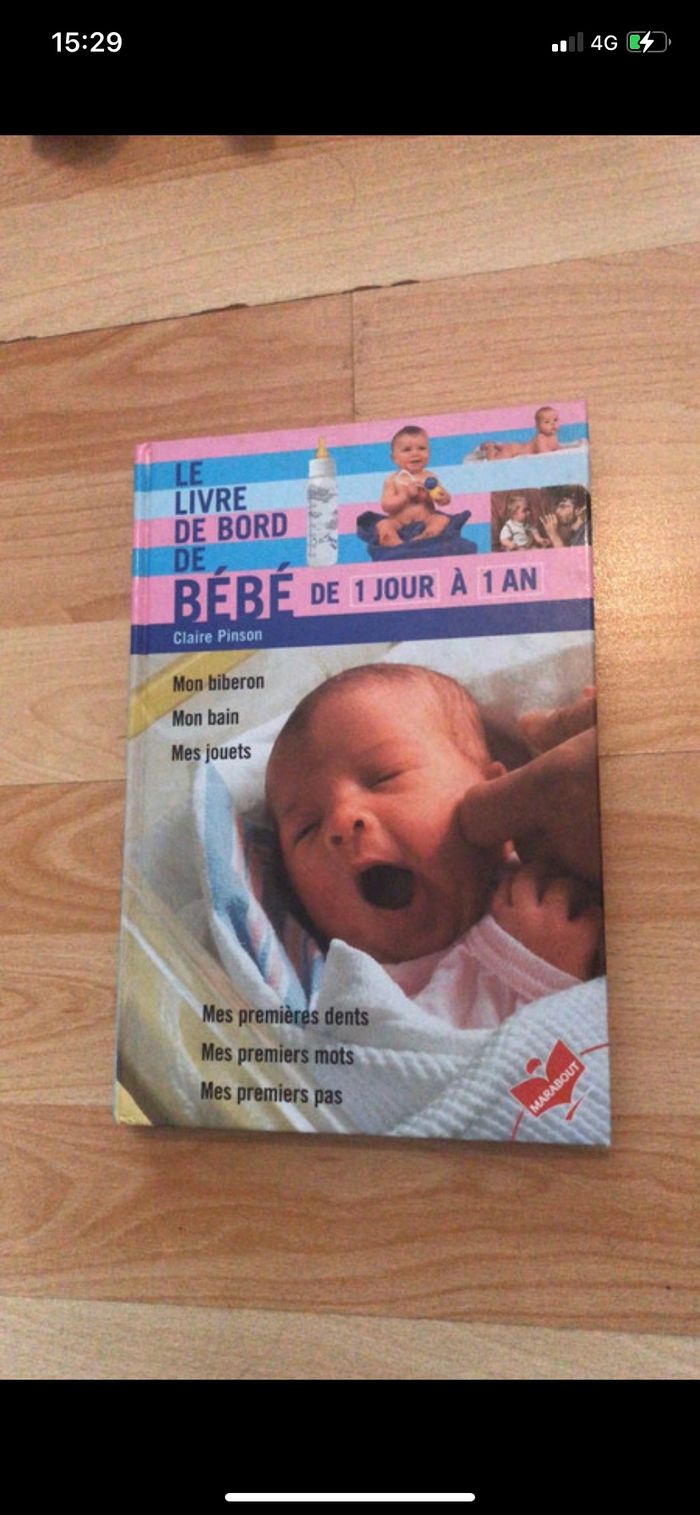 15:29
4G
LE
LIVRE
DE BORD
DE
BÉBÉ DE 1 JOUR À 1 AN
Claire Pinson
Mon biberon
Mon bain
Mes jouets
Mes premières dents
Mes premiers mots
Mes premiers pas
MARABOUT